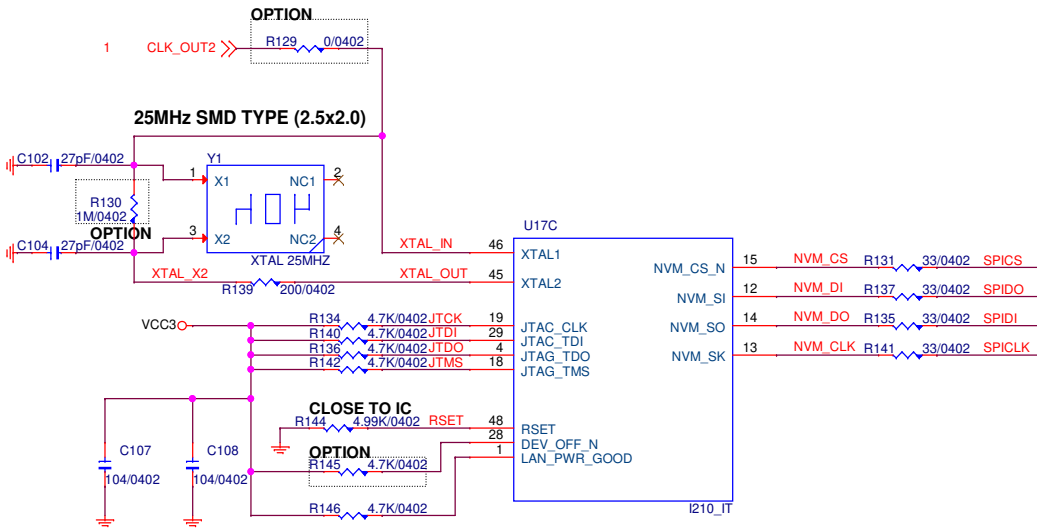 OPTION
1 CLK_OUT2 R129 0/0402
25MHz SMD TYPE (2.5x2.0)
C102 27pF/0402
Y1
1 X1 NC1 2
R130
1M/0402
OPTION
3 X2 NC2 4
C104 27pF/0402
XTAL 25MHZ
U17C
XTAL_IN 46 XTAL1
XTAL_X2 R139 200/0402 XTAL_OUT 45 XTAL2
NVM_CS_N 15 NVM_CS R131 33/0402 SPICS
NVM_SI 12 NVM_DI R137 33/0402 SPIDO
NVM_SO 14 NVM_DO R135 33/0402 SPIDI
NVM_SK 13 NVM_CLK R141 33/0402 SPICLK
VCC3
R134 4.7K/0402 JTCK 19 JTAC_CLK
R140 4.7K/0402 JTDI 29 JTAC_TDI
R136 4.7K/0402 JTDO 4 JTAG_TDO
R142 4.7K/0402 JTMS 18 JTAG_TMS
CLOSE TO IC
R144 4.99K/0402 RSET 48 RSET
28 DEV_OFF_N
1 LAN_PWR_GOOD
OPTION
R145 4.7K/0402
C107 104/0402
C108 104/0402
R146 4.7K/0402
I210_IT